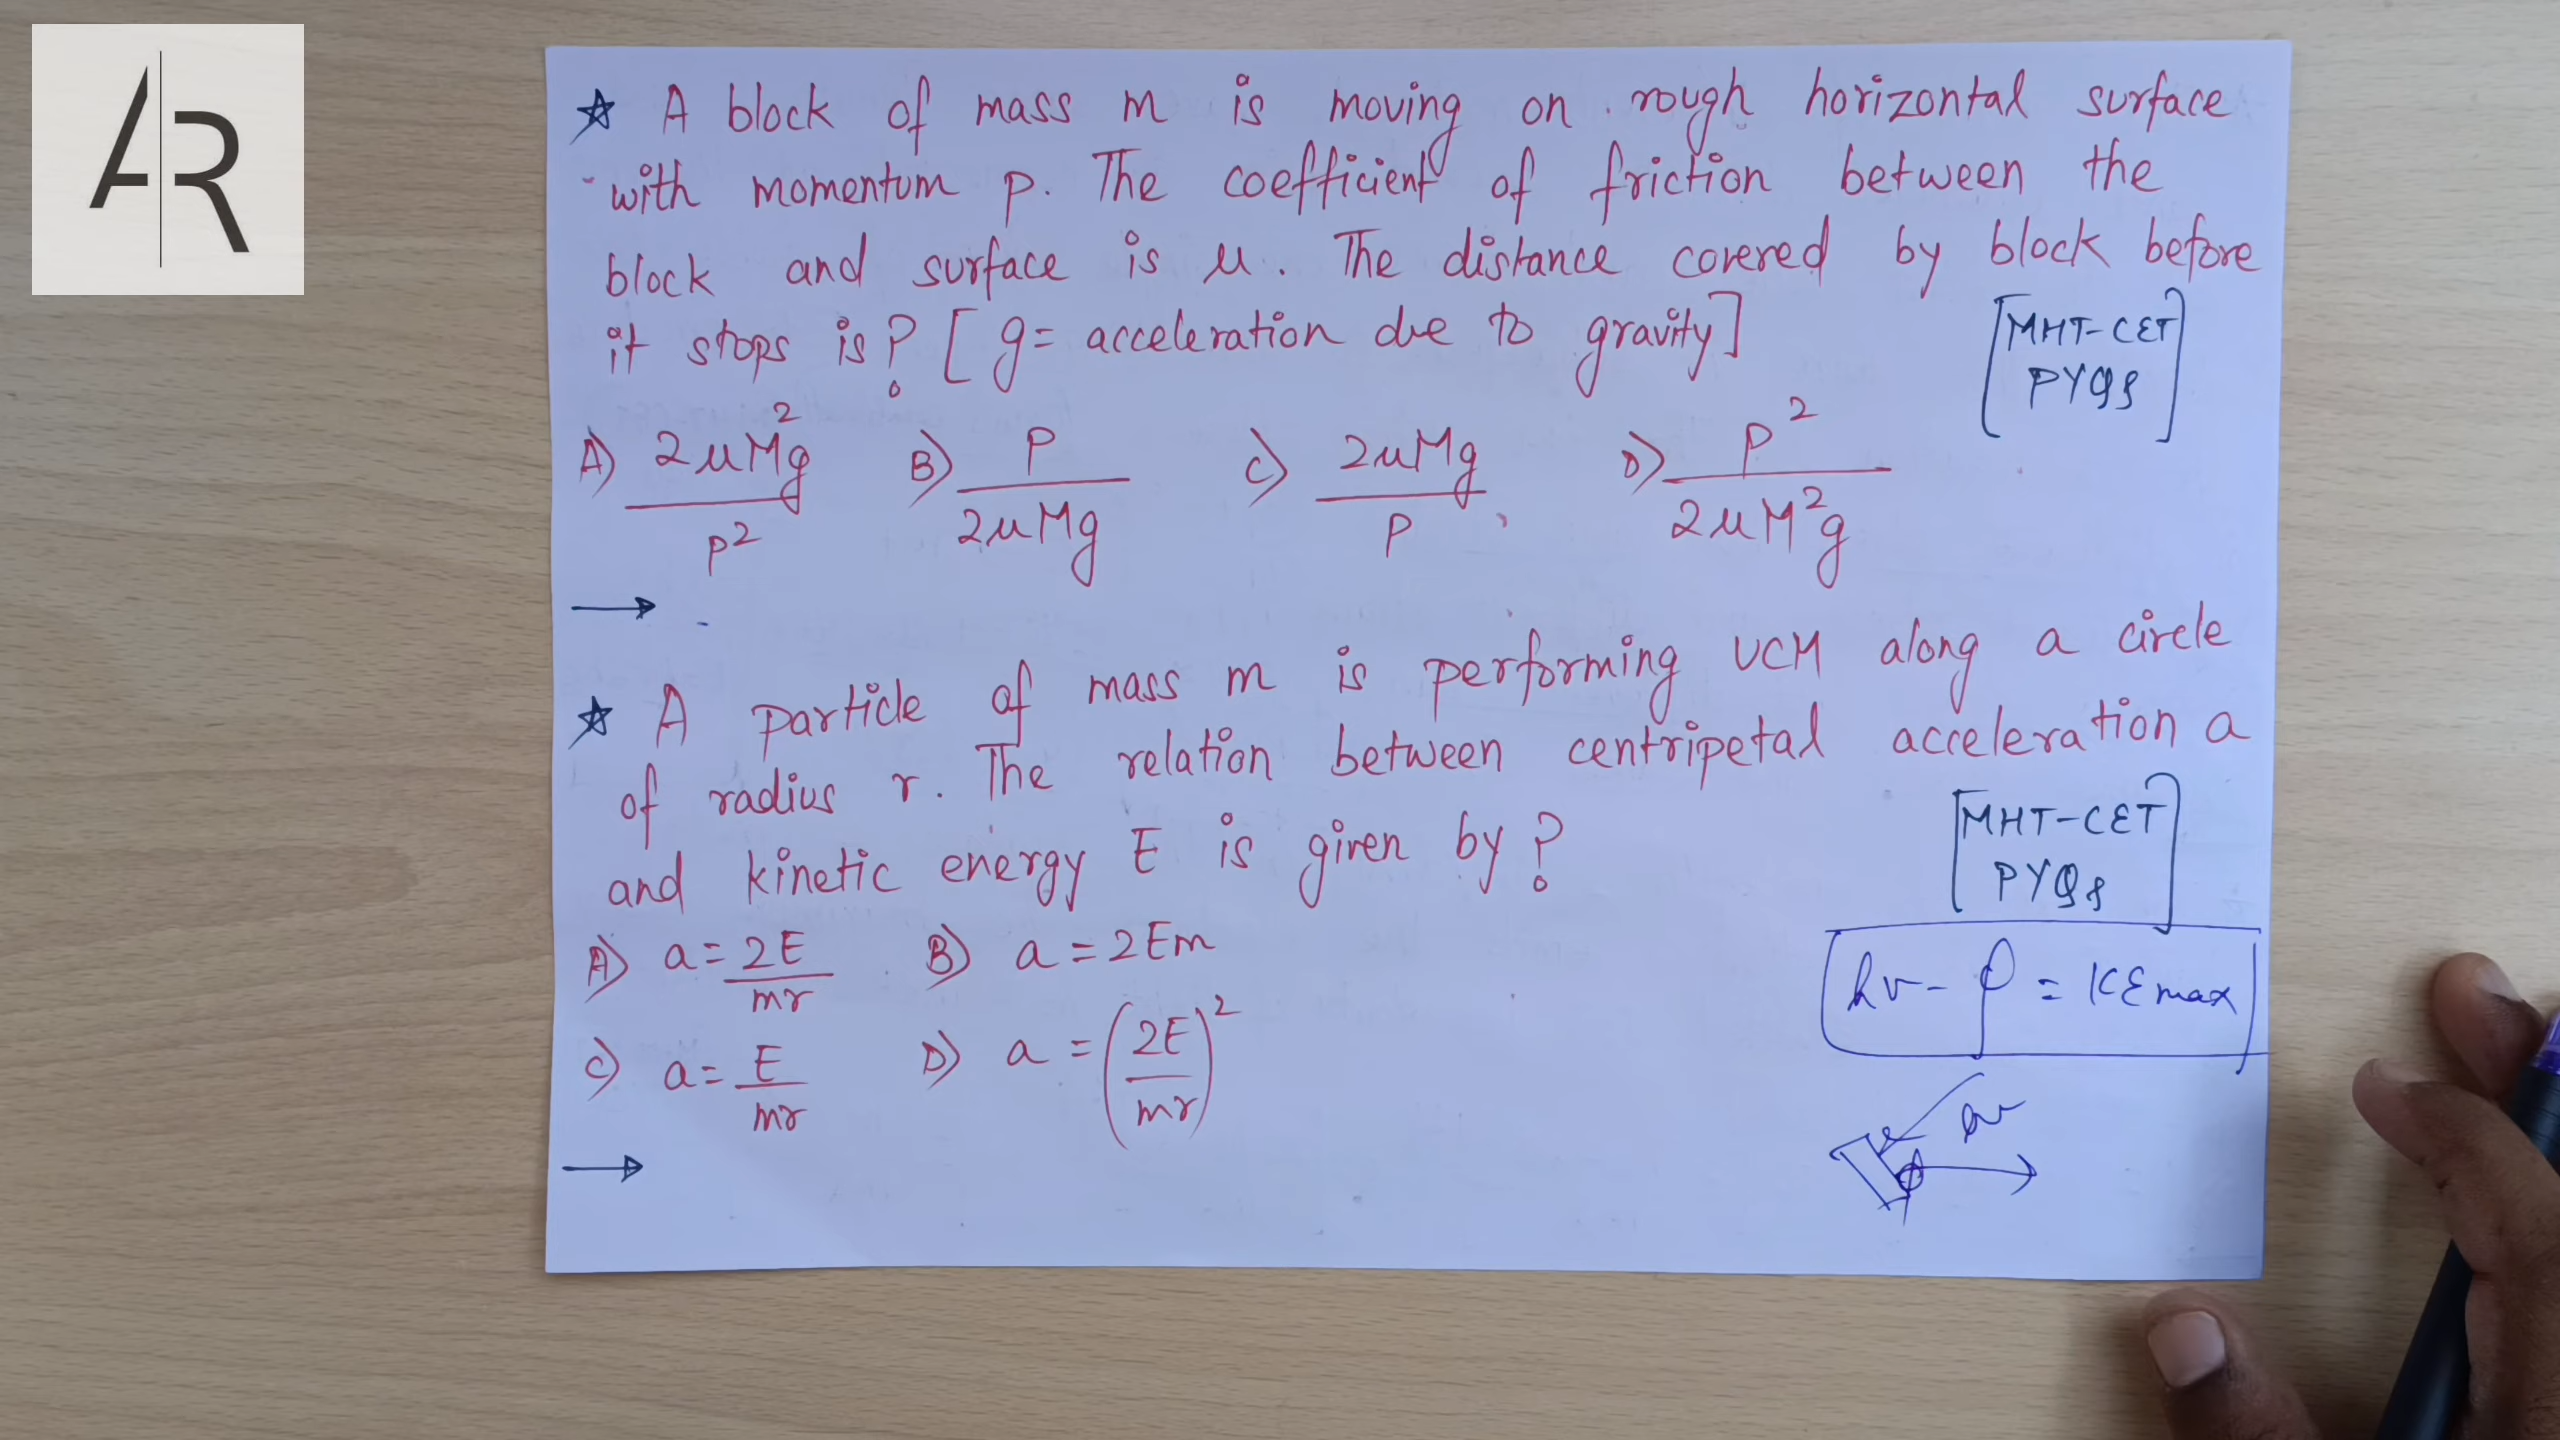 AR
☆ A block of mass m is moving on rough horizontal surface
with momentum p. The coefficient of friction between the
block and surface is μ. The distance covered by block before
it stops is? [g= acceleration due to gravity]
[MHT-CET
PYQs]
A) 2μM²g/p² B) P/2μMg C) 2μMg/P D) P²/2μM²g
→
☆ A particle of mass m is performing UCM along a circle
of radius r. The relation between centripetal acceleration a
and kinetic energy E is given by?
[MHT-CET
PYQs]
A) a=2E/mr B) a=2Em
hν-ϕ = KEmax
C) a=E/mr D) a=(2E/mr)²
→